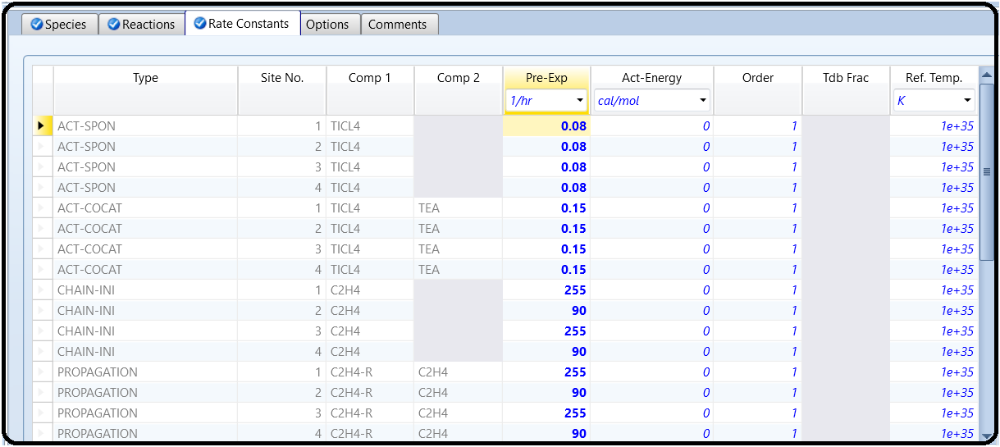 Species Reactions Rate Constants Options Comments
Type Site No. Comp 1 Comp 2 Pre-Exp Act-Energy Order Tdb Frac Ref. Temp.
1/hr cal/mol K
ACT-SPON 1 TICL4 0.08 0 1 1e+35
ACT-SPON 2 TICL4 0.08 0 1 1e+35
ACT-SPON 3 TICL4 0.08 0 1 1e+35
ACT-SPON 4 TICL4 0.08 0 1 1e+35
ACT-COCAT 1 TICL4 TEA 0.15 0 1 1e+35
ACT-COCAT 2 TICL4 TEA 0.15 0 1 1e+35
ACT-COCAT 3 TICL4 TEA 0.15 0 1 1e+35
ACT-COCAT 4 TICL4 TEA 0.15 0 1 1e+35
CHAIN-INI 1 C2H4 255 0 1 1e+35
CHAIN-INI 2 C2H4 90 0 1 1e+35
CHAIN-INI 3 C2H4 255 0 1 1e+35
CHAIN-INI 4 C2H4 90 0 1 1e+35
PROPAGATION 1 C2H4-R C2H4 255 0 1 1e+35
PROPAGATION 2 C2H4-R C2H4 90 0 1 1e+35
PROPAGATION 3 C2H4-R C2H4 255 0 1 1e+35
PROPAGATION 4 C2H4-R C2H4 90 0 1 1e+35